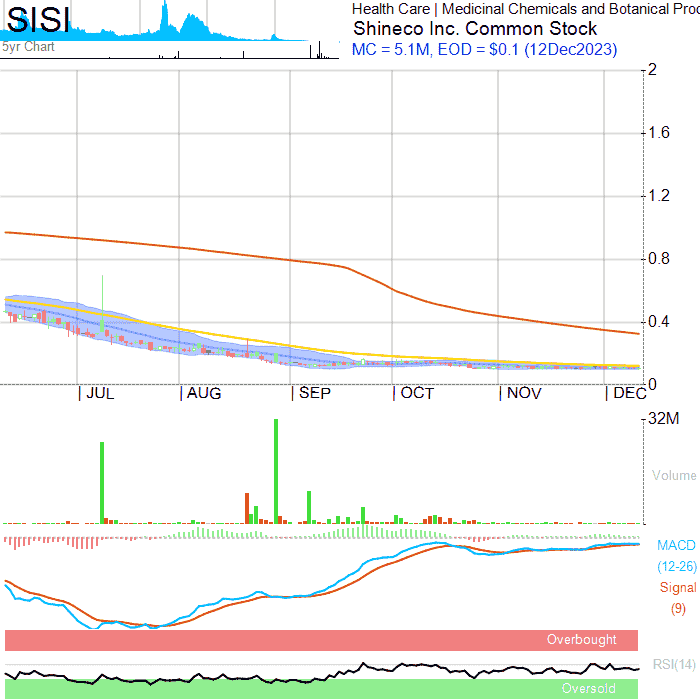 SISI
5yr Chart
Health Care | Medicinal Chemicals and Botanical Proc
Shineco Inc. Common Stock
MC = 5.1M, EOD = $0.1 (12Dec2023)
2
1.6
1.2
0.8
0.4
0
JUL AUG SEP OCT NOV DEC
32M
Volume
MACD
(12-26)
Signal
(9)
Overbought
RSI(14)
Oversold